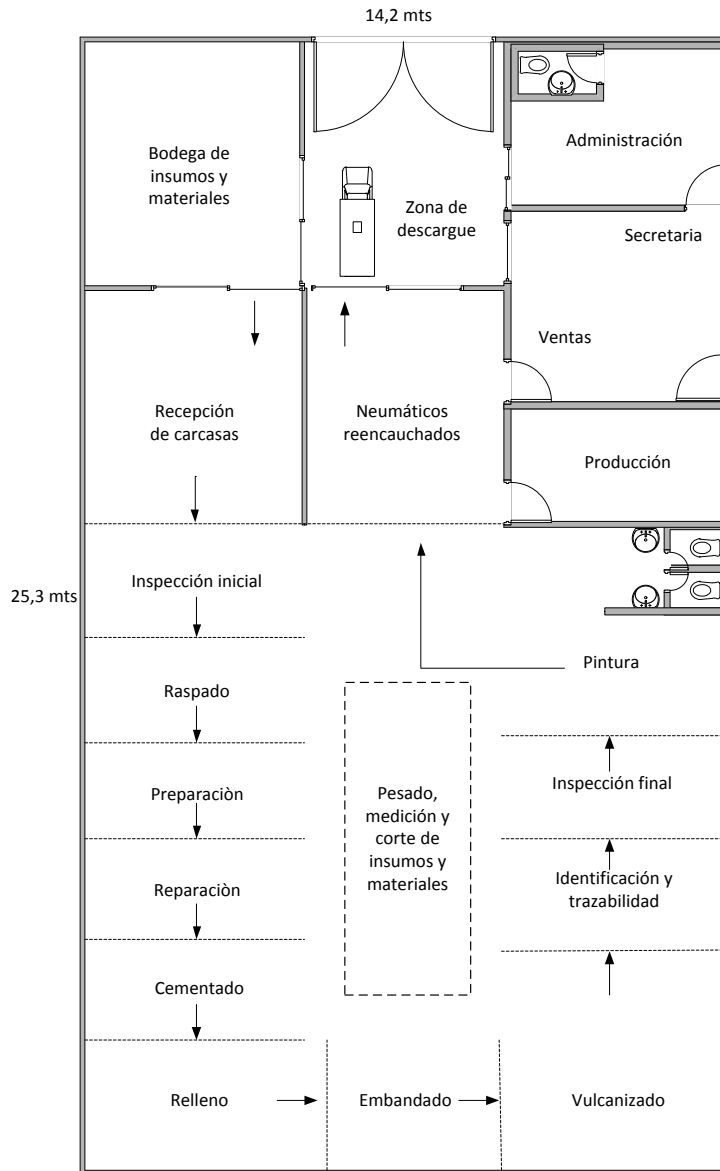 14,2 mts
Bodega de
insumos y
materiales
Zona de
descargue
Administración
Secretaria
Ventas
Recepción
de carcasas
Neumáticos
reencauchados
Producción
25,3 mts
Inspección inicial
Pintura
Raspado
Preparaciòn
Pesado,
medición y
corte de
insumos y
materiales
Inspección final
Reparaciòn
Identificación y
trazabilidad
Cementado
Relleno
Embandado
Vulcanizado